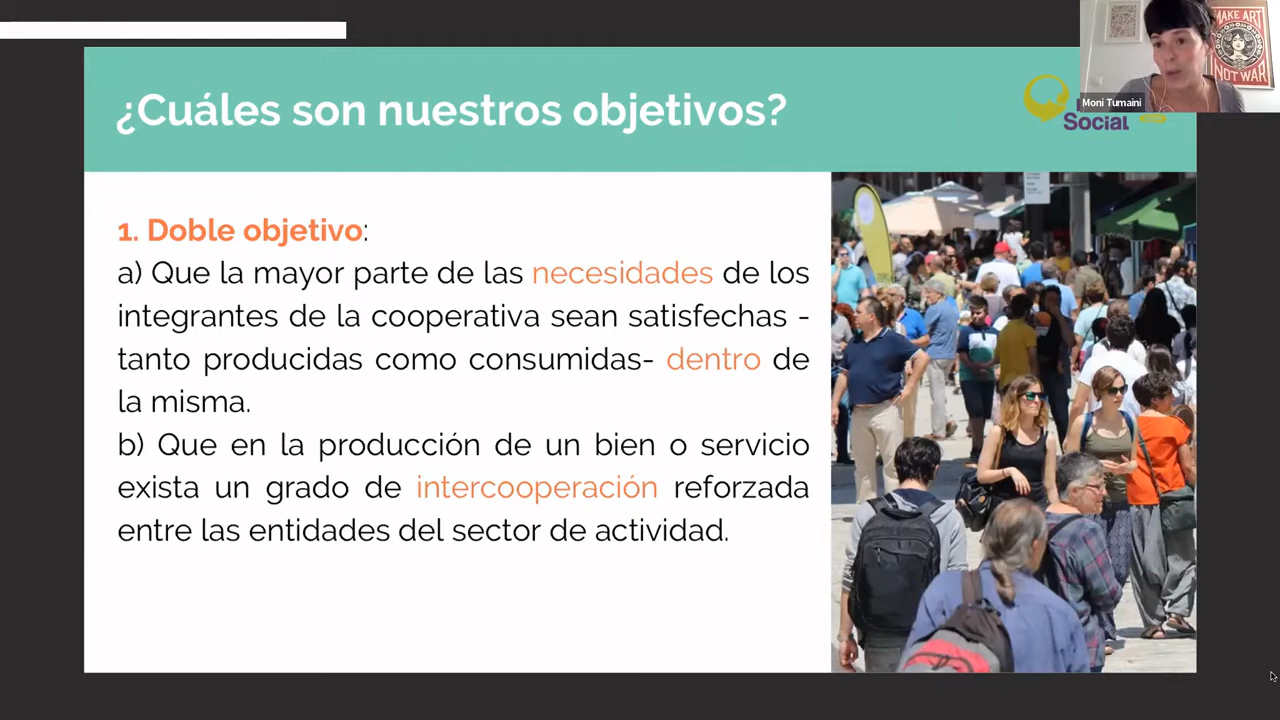 ¿Cuáles son nuestros objetivos?
MAKE ART
NOT WAR
Moni Tumaini
Social
1. Doble objetivo:
a) Que la mayor parte de las necesidades de los
integrantes de la cooperativa sean satisfechas -
tanto producidas como consumidas- dentro de
la misma.
b) Que en la producción de un bien o servicio
exista un grado de intercooperación reforzada
entre las entidades del sector de actividad.